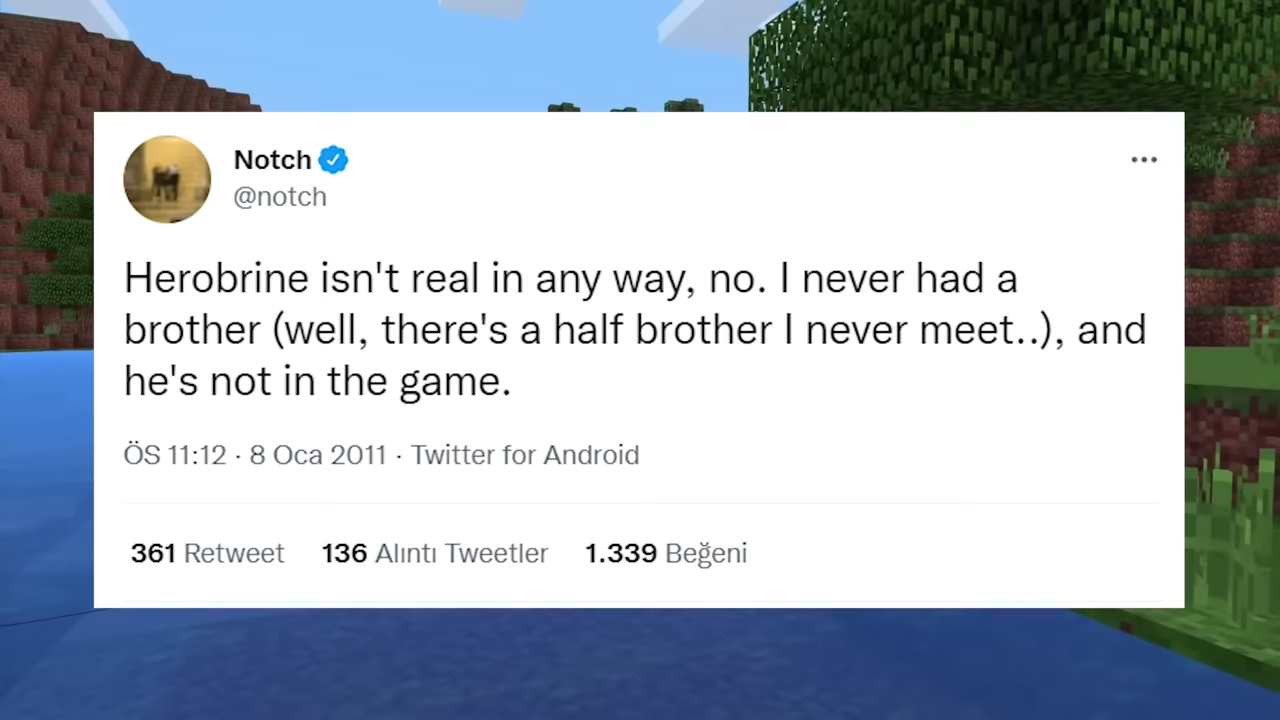 Notch
@notch
Herobrine isn't real in any way, no. I never had a
brother (well, there's a half brother I never meet..), and
he's not in the game.
ÖS 11:12 · 8 Oca 2011 · Twitter for Android
361 Retweet 136 Alıntı Tweetler 1.339 Beğeni